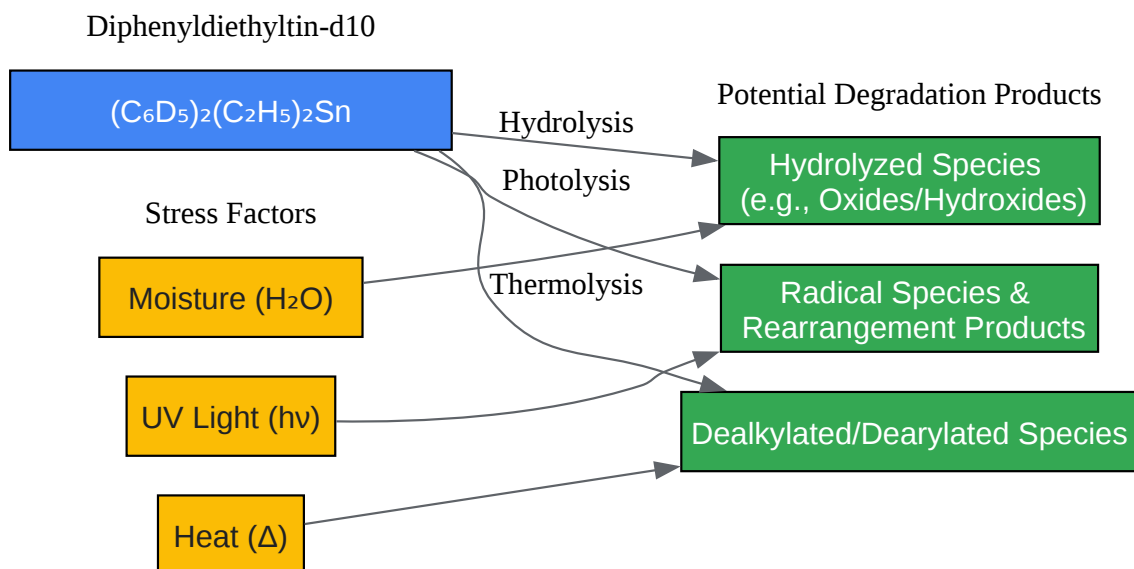 Diphenyldiethyltin-d10
(C₆D₅)₂(C₂H₅)₂Sn
Stress Factors
Moisture (H₂O)
UV Light (hν)
Heat (Δ)
Hydrolysis
Photolysis
Thermolysis
Potential Degradation Products
Hydrolyzed Species
(e.g., Oxides/Hydroxides)
Radical Species &
Rearrangement Products
Dealkylated/Dearylated Species